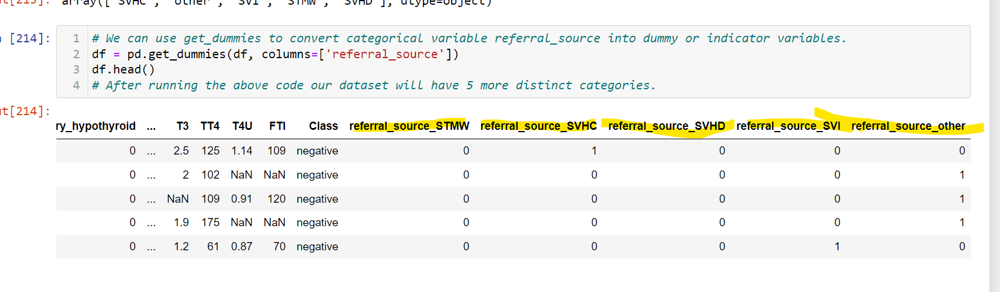 array(['SVHC', 'other', 'SVI', 'STMW', 'SVHD'], dtype=object)
[214]:
1 # We can use get_dummies to convert categorical variable referral_source into dummy or indicator variables.
2 df = pd.get_dummies(df, columns=['referral_source'])
3 df.head()
4 # After running the above code our dataset will have 5 more distinct categories.
t[214]:
ry_hypothyroid ... T3 TT4 T4U FTI Class referral_source_STMW referral_source_SVHC referral_source_SVHD referral_source_SVI referral_source_other
0 ... 2.5 125 1.14 109 negative 0 1 0 0 0
0 ... 2 102 NaN NaN negative 0 0 0 0 1
0 ... NaN 109 0.91 120 negative 0 0 0 0 1
0 ... 1.9 175 NaN NaN negative 0 0 0 0 1
0 ... 1.2 61 0.87 70 negative 0 0 0 1 0